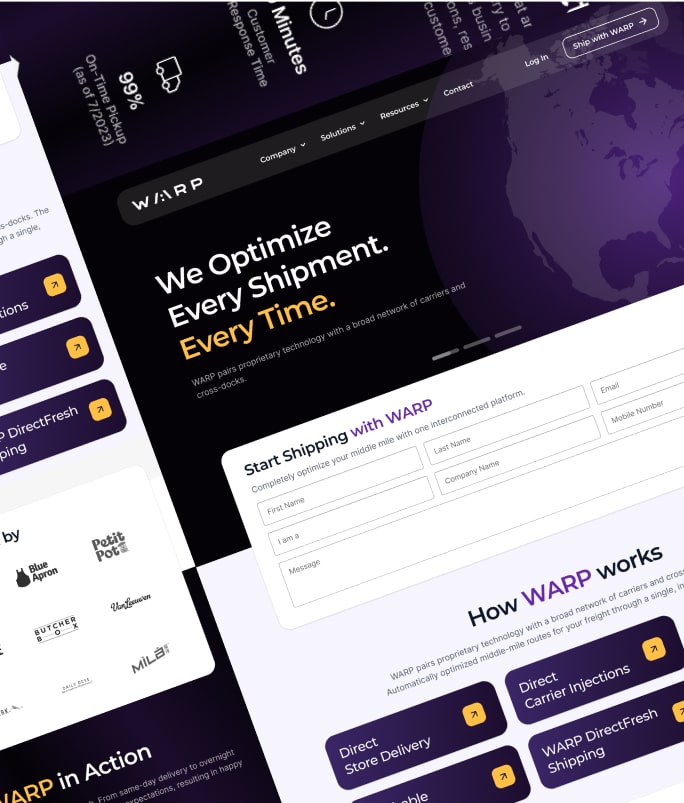 99%
On-Time Pickup
(as of 7/2023)
Minutes
Customer
Response Time
ons, res
custome
WARP
Company
Solutions
Resources
Contact
Log In
Ship with WARP
We Optimize
Every Shipment.
Every Time.
WARP pairs proprietary technology with a broad network of carriers and
cross-docks.
Start Shipping with WARP
Completely optimize your middle mile with one interconnected platform.
First Name
Last Name
Email
I am a
Company Name
Mobile Number
Message
How WARP works
WARP pairs proprietary technology with a broad network of carriers and cross
Automatically optimized middle-mile routes for your freight through a single, in
Direct
Store Delivery
Direct
Carrier Injections
WARP DirectFresh
Shipping
able
s-docks. The
gh a single,
tions
e
P DirectFresh
ping
by
Blue
Apron
Petit
Pot
BUTCHER
BOX
Van Leeuwen
DAILY DOSE
MILÀ
WARP in Action
From same-day delivery to overnight
expectations, resulting in happy